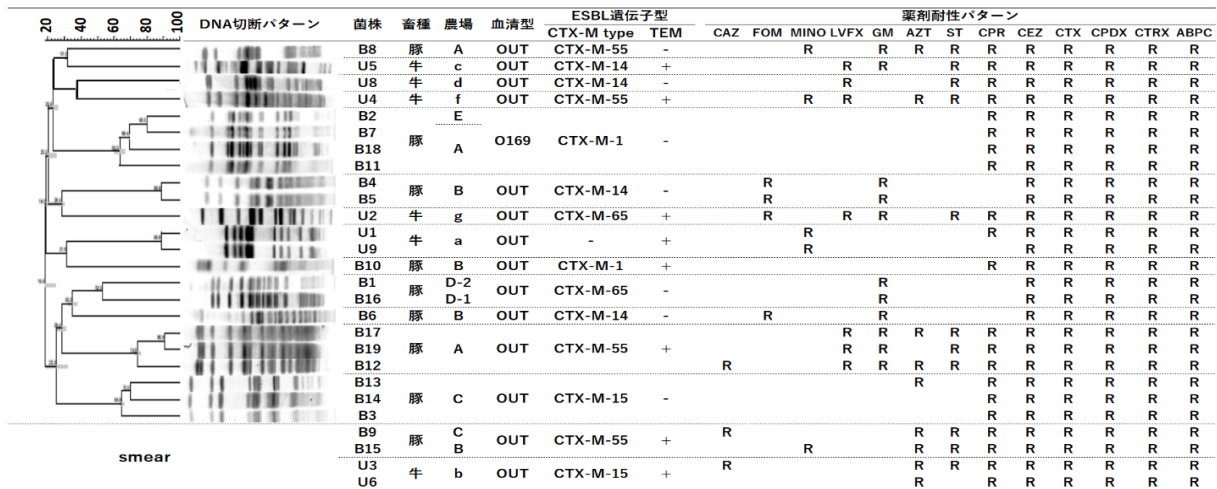 20 40 60 80 100
DNA切断パターン 菌株 畜種 農場 血清型 ESBL遺伝子型 薬剤耐性パターン
CTX-M type TEM CAZ FOM MINO LVFX GM AZT ST CPR CEZ CTX CPDX CTRX ABPC
B8 豚 A OUT CTX-M-55 - R R R R R R R R R R
U5 牛 c OUT CTX-M-14 + R R R R R R R R R
U8 牛 d OUT CTX-M-14 - R R R R R R R R
U4 牛 f OUT CTX-M-55 + R R R R R R R R R R
B2 E R R R R R R
B7 R R R R R R
豚 O169 CTX-M-1 -
B18 A R R R R R R
B11 R R R R R R
B4 R R R R R R R
豚 B OUT CTX-M-14 -
B5 R R R R R R R
U2 牛 g OUT CTX-M-65 + R R R R R R R R R R
U1 R R R R R R R
牛 a OUT - +
U9 R R R R R R
B10 豚 B OUT CTX-M-1 + R R R R R R
B1 D-2 R R R R R R
豚 OUT CTX-M-65 -
B16 D-1 R R R R R R
B6 豚 B OUT CTX-M-14 - R R R R R R R
B17 R R R R R R R R R R
B19 豚 A OUT CTX-M-55 + R R R R R R R R R
B12 R R R R R R R R R R R
B13 R R R R R R R
B14 豚 C OUT CTX-M-15 - R R R R R R
B3 R R R R R R
B9 C R R R R R R R R R
豚 OUT CTX-M-55 +
B15 B R R R R R R R R R
smear
U3 R R R R R R R R R
牛 b OUT CTX-M-15 +
U6 R R R R R R R